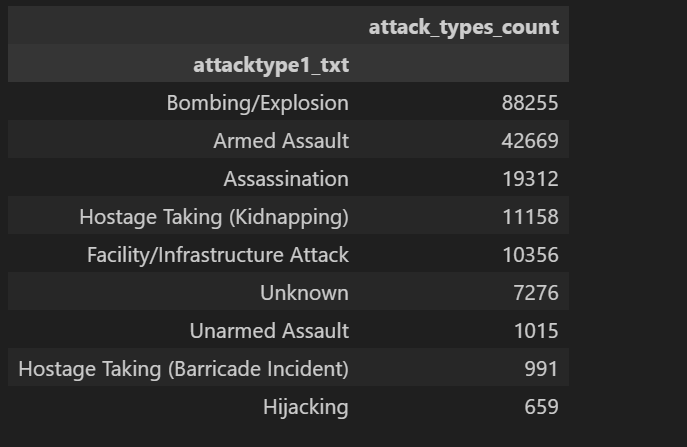 attack_types_count
attacktype1_txt
Bombing/Explosion 88255
Armed Assault 42669
Assassination 19312
Hostage Taking (Kidnapping) 11158
Facility/Infrastructure Attack 10356
Unknown 7276
Unarmed Assault 1015
Hostage Taking (Barricade Incident) 991
Hijacking 659